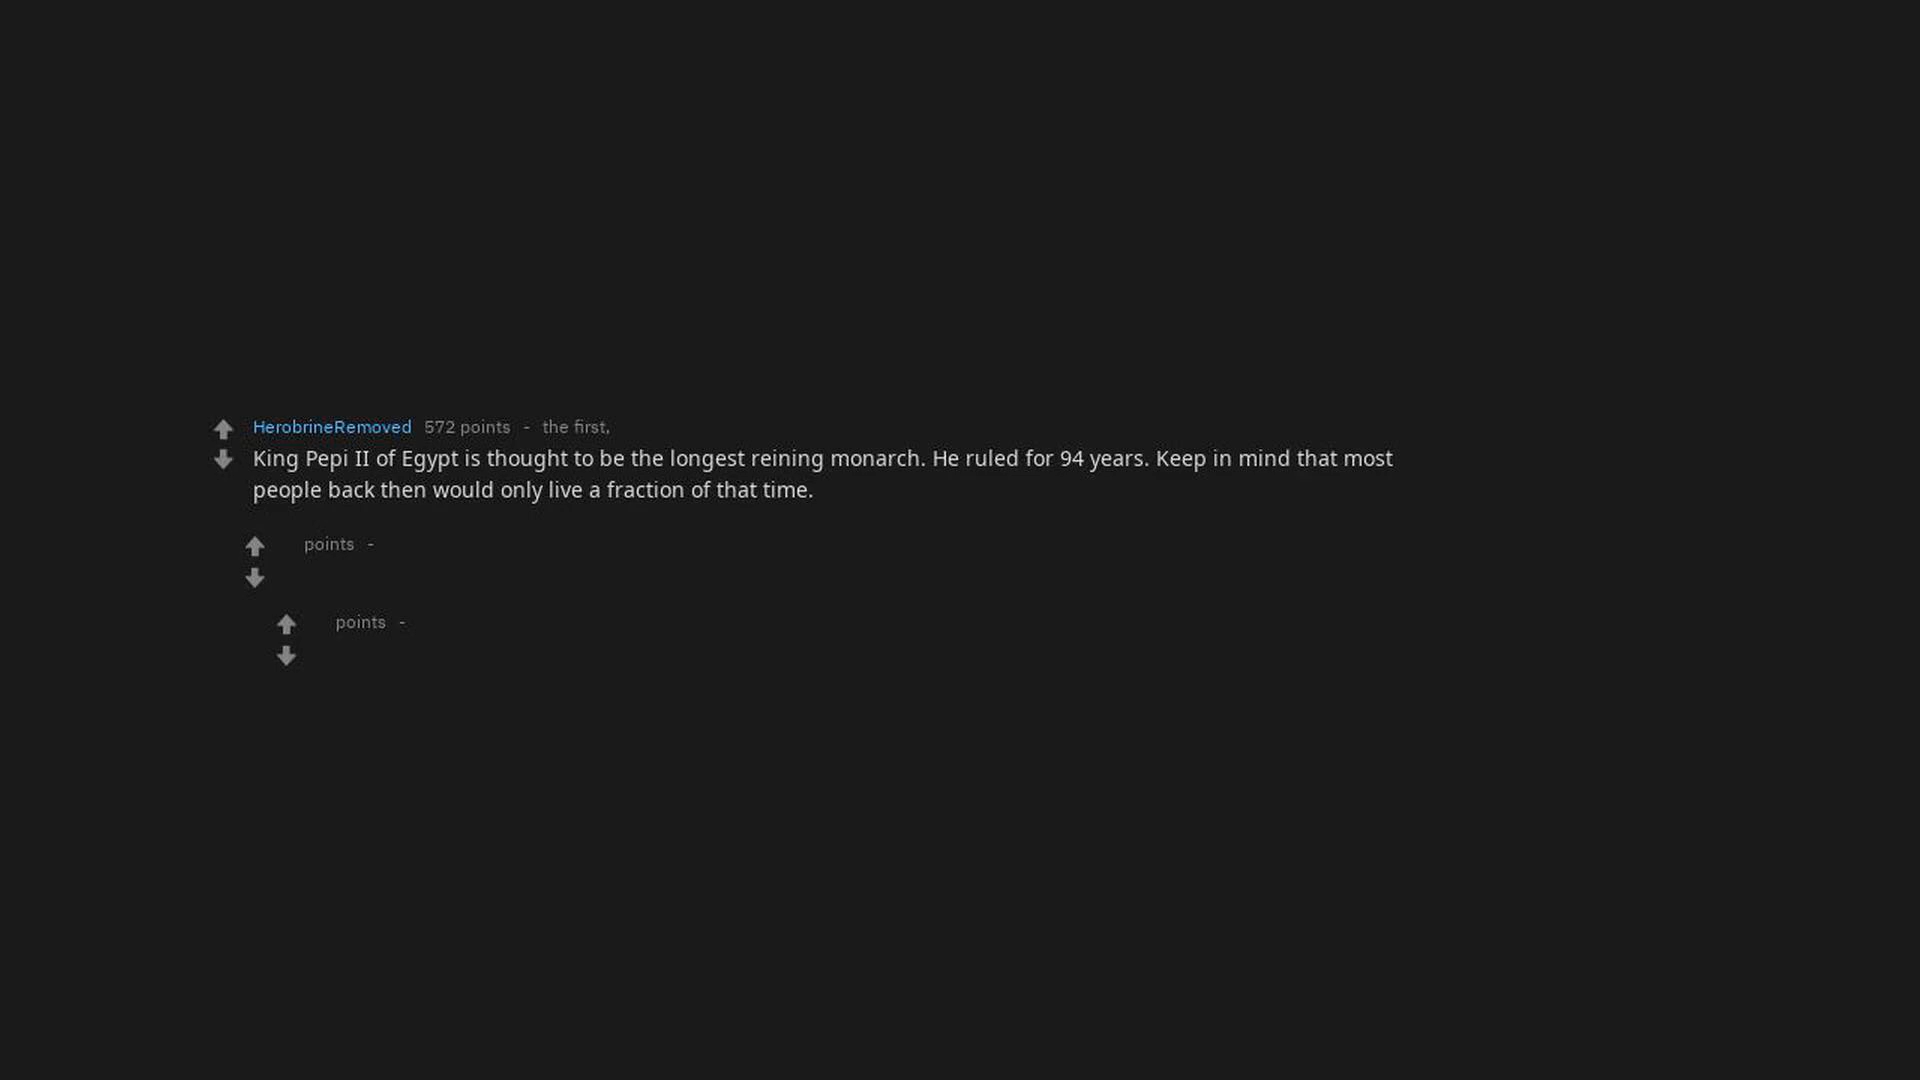 HerobrineRemoved 572 points - the first,
King Pepi II of Egypt is thought to be the longest reining monarch. He ruled for 94 years. Keep in mind that most
people back then would only live a fraction of that time.
points -
points -